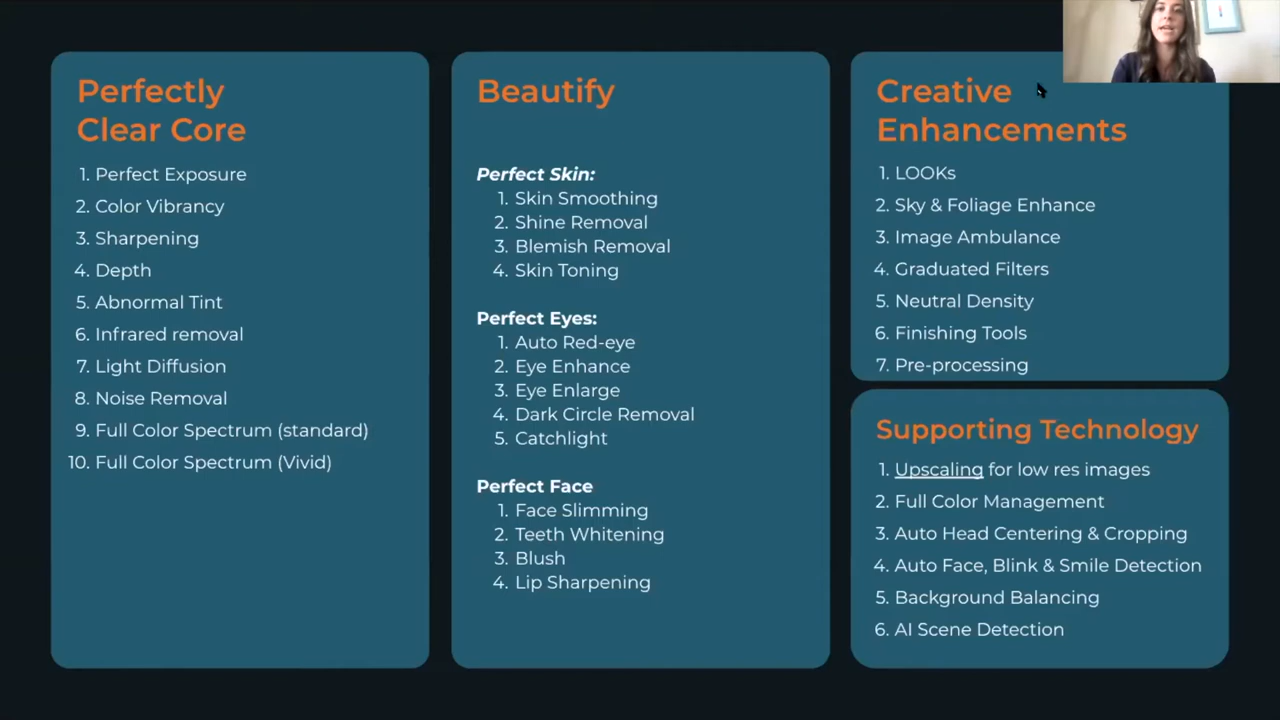 Perfectly
Clear Core
1. Perfect Exposure
2. Color Vibrancy
3. Sharpening
4. Depth
5. Abnormal Tint
6. Infrared removal
7. Light Diffusion
8. Noise Removal
9. Full Color Spectrum (standard)
10. Full Color Spectrum (Vivid)
Beautify
Perfect Skin:
1. Skin Smoothing
2. Shine Removal
3. Blemish Removal
4. Skin Toning
Perfect Eyes:
1. Auto Red-eye
2. Eye Enhance
3. Eye Enlarge
4. Dark Circle Removal
5. Catchlight
Perfect Face
1. Face Slimming
2. Teeth Whitening
3. Blush
4. Lip Sharpening
Creative
Enhancements
1. LOOKs
2. Sky & Foliage Enhance
3. Image Ambulance
4. Graduated Filters
5. Neutral Density
6. Finishing Tools
7. Pre-processing
Supporting Technology
1. Upscaling for low res images
2. Full Color Management
3. Auto Head Centering & Cropping
4. Auto Face, Blink & Smile Detection
5. Background Balancing
6. AI Scene Detection